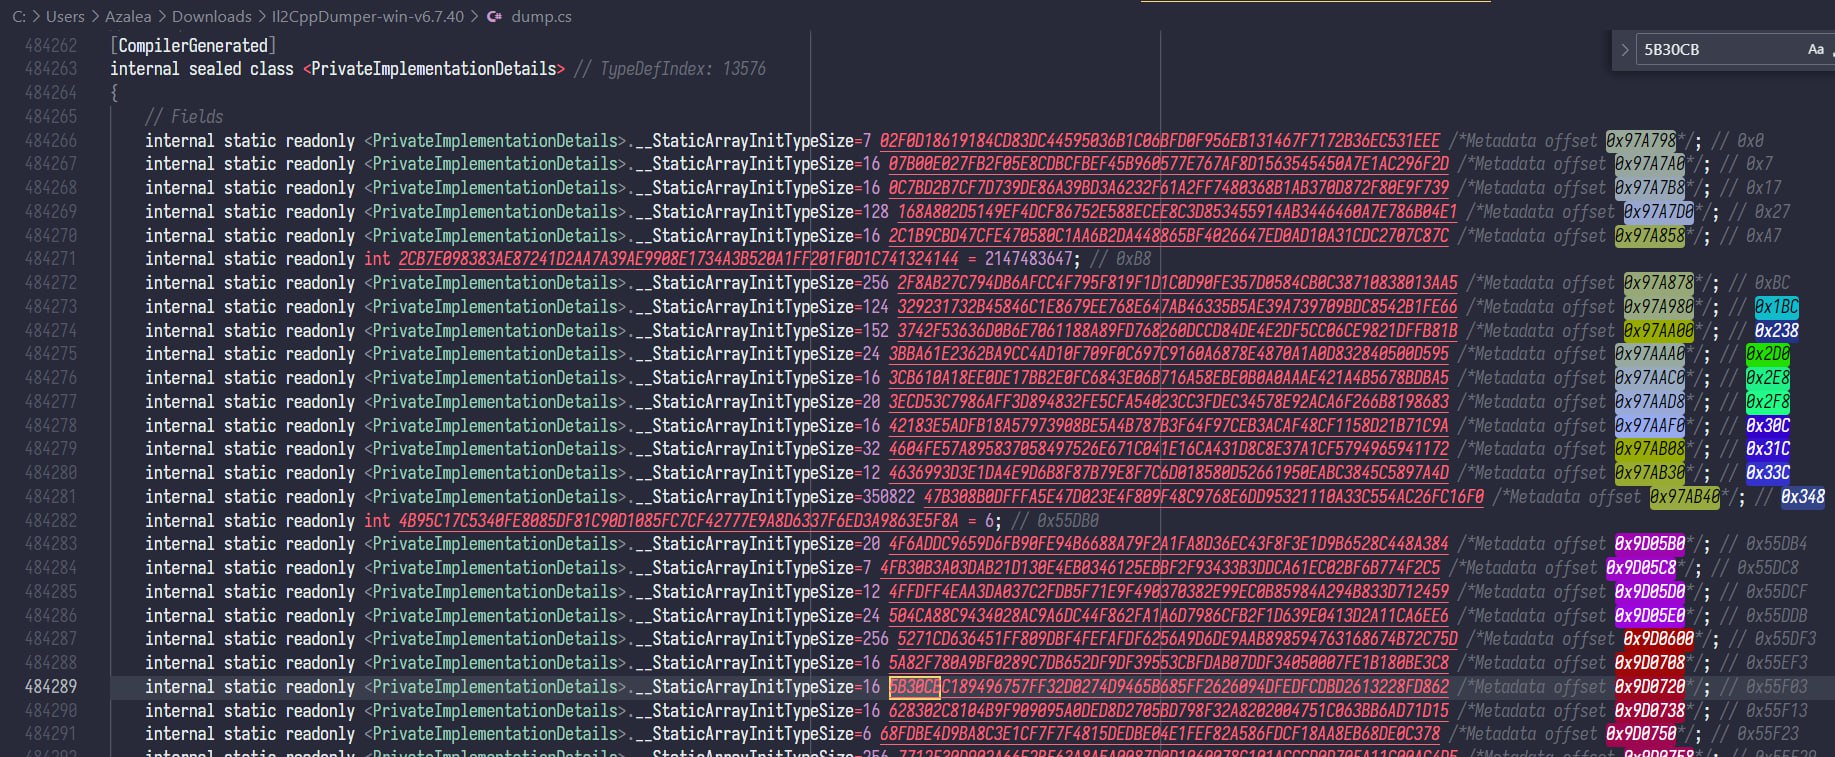 C: > Users > Azalea > Downloads > Il2CppDumper-win-v6.7.40 > dump.cs
5B30CB Aa
484262 [CompilerGenerated]
484263 internal sealed class <PrivateImplementationDetails> // TypeDefIndex: 13576
484264 {
484265 // Fields
484266 internal static readonly <PrivateImplementationDetails>.__StaticArrayInitTypeSize=7 02F0D18619184CD83DC44595036B1C06BFD0F956EB131467F7172B36EC531EEE /*Metadata offset 0x97A798*/; // 0x0
484267 internal static readonly <PrivateImplementationDetails>.__StaticArrayInitTypeSize=16 07B00E027FB2F05E8CDBCFBEF45B960577E767AF8D1563545450A7E1AC296F2D /*Metadata offset 0x97A7A0*/; // 0x7
484268 internal static readonly <PrivateImplementationDetails>.__StaticArrayInitTypeSize=16 0C7BD2B7CF7D739DE86A39BD3A6232F61A2FF7480368B1AB370D872F80E9F739 /*Metadata offset 0x97A7B8*/; // 0x17
484269 internal static readonly <PrivateImplementationDetails>.__StaticArrayInitTypeSize=128 168A802D5149EF4DCF86752E588ECEE8C3D853455914AB3446460A7E786B04E1 /*Metadata offset 0x97A7D0*/; // 0x27
484270 internal static readonly <PrivateImplementationDetails>.__StaticArrayInitTypeSize=16 2C1B9CBD47CFE470580C1AA6B2DA448865BF4026647ED0AD10A31CDC2707C87C /*Metadata offset 0x97A858*/; // 0xA7
484271 internal static readonly int 2CB7E098383AE87241D2AA7A39AE9908E1734A3B520A1FF201F0D1C741324144 = 2147483647; // 0xB8
484272 internal static readonly <PrivateImplementationDetails>.__StaticArrayInitTypeSize=256 2F8AB27C794DB6AFCC4F795F819F1D1C0D90FE357D0584CB0C38710838013AA5 /*Metadata offset 0x97A878*/; // 0xBC
484273 internal static readonly <PrivateImplementationDetails>.__StaticArrayInitTypeSize=124 329231732B45846C1E8679EE768E647AB46335B5AE39A739709BDC8542B1FE66 /*Metadata offset 0x97A980*/; // 0x1BC
484274 internal static readonly <PrivateImplementationDetails>.__StaticArrayInitTypeSize=152 3742F53636D0B6E7061188A89FD768260DCCD84DE4E2DF5CC06CE9821DFFB81B /*Metadata offset 0x97AA00*/; // 0x238
484275 internal static readonly <PrivateImplementationDetails>.__StaticArrayInitTypeSize=24 3BBA61E2362BA9CC4AD10F709F0C697C9160A6878E4870A1A0D832840500D595 /*Metadata offset 0x97AAA0*/; // 0x2D0
484276 internal static readonly <PrivateImplementationDetails>.__StaticArrayInitTypeSize=16 3CB610A18EE0DE17BB2E0FC6843E06B716A58EBE0B0A0AAAE421A4B5678BDBA5 /*Metadata offset 0x97AAC0*/; // 0x2E8
484277 internal static readonly <PrivateImplementationDetails>.__StaticArrayInitTypeSize=20 3ECD53C7986AFF3D894832FE5CFA54023CC3FDEC34578E92ACA6F266B8198683 /*Metadata offset 0x97AAD8*/; // 0x2F8
484278 internal static readonly <PrivateImplementationDetails>.__StaticArrayInitTypeSize=16 42183E5ADFB18A57973908BE5A4B787B3F64F97CEB3ACAF48CF1158D21B71C9A /*Metadata offset 0x97AAF0*/; // 0x30C
484279 internal static readonly <PrivateImplementationDetails>.__StaticArrayInitTypeSize=32 4604FE57A895837058497526E671C041E16CA431D8C8E37A1CF5794965941172 /*Metadata offset 0x97AB08*/; // 0x31C
484280 internal static readonly <PrivateImplementationDetails>.__StaticArrayInitTypeSize=12 4636993D3E1DA4E9D6B8F87B79E8F7C6D018580D52661950EABC3845C5897A4D /*Metadata offset 0x97AB30*/; // 0x33C
484281 internal static readonly <PrivateImplementationDetails>.__StaticArrayInitTypeSize=350822 47B308B0DFFFA5E47D023E4F809F48C9768E6DD95321110A33C554AC26FC16F0 /*Metadata offset 0x97AB40*/; // 0x348
484282 internal static readonly int 4B95C17C5340FE8085DF81C90D1085FC7CF42777E9A8D6337F6ED3A9863E5F8A = 6; // 0x55DB0
484283 internal static readonly <PrivateImplementationDetails>.__StaticArrayInitTypeSize=20 4F6ADDC9659D6FB90FE94B6688A79F2A1FA8D36EC43F8F3E1D9B6528C448A384 /*Metadata offset 0x9D05B0*/; // 0x55DB4
484284 internal static readonly <PrivateImplementationDetails>.__StaticArrayInitTypeSize=7 4FB30B3A03DAB21D130E4EB0346125EBBF2F93433B3DDCA61EC02BF6B774F2C5 /*Metadata offset 0x9D05C8*/; // 0x55DC8
484285 internal static readonly <PrivateImplementationDetails>.__StaticArrayInitTypeSize=12 4FFDFF4EAA3DA037C2FDB5F71E9F490370382E99EC0B85984A294B833D712459 /*Metadata offset 0x9D05D0*/; // 0x55DCF
484286 internal static readonly <PrivateImplementationDetails>.__StaticArrayInitTypeSize=24 504CA88C9434028AC9A6DC44F862FA1A6D7986CFB2F1D639E0413D2A11CA6EE6 /*Metadata offset 0x9D05E0*/; // 0x55DDB
484287 internal static readonly <PrivateImplementationDetails>.__StaticArrayInitTypeSize=256 5271CD636451FF809DBF4FEFAFDF6256A9D6DE9AAB898594763168674B72C75D /*Metadata offset 0x9D0600*/; // 0x55DF3
484288 internal static readonly <PrivateImplementationDetails>.__StaticArrayInitTypeSize=16 5A82F780A9BF0289C7DB652DF9DF39553CBFDAB07DDF34050007FE1B180BE3C8 /*Metadata offset 0x9D0708*/; // 0x55EF3
484289 internal static readonly <PrivateImplementationDetails>.__StaticArrayInitTypeSize=16 5B30CBC189496757FF32D0274D9465B685FF2626094DFEDFCDBD2613228FD862 /*Metadata offset 0x9D0720*/; // 0x55F03
484290 internal static readonly <PrivateImplementationDetails>.__StaticArrayInitTypeSize=16 628302C8104B9F909095A0DED8D2705BD798F32A8202004751C063BB6AD71D15 /*Metadata offset 0x9D0738*/; // 0x55F13
484291 internal static readonly <PrivateImplementationDetails>.__StaticArrayInitTypeSize=6 68FDBE4D9BA8C3E1CF7F7F4815DEDBE04E1FEF82A586FDCF18AA8EB68DE0C378 /*Metadata offset 0x9D0750*/; // 0x55F23